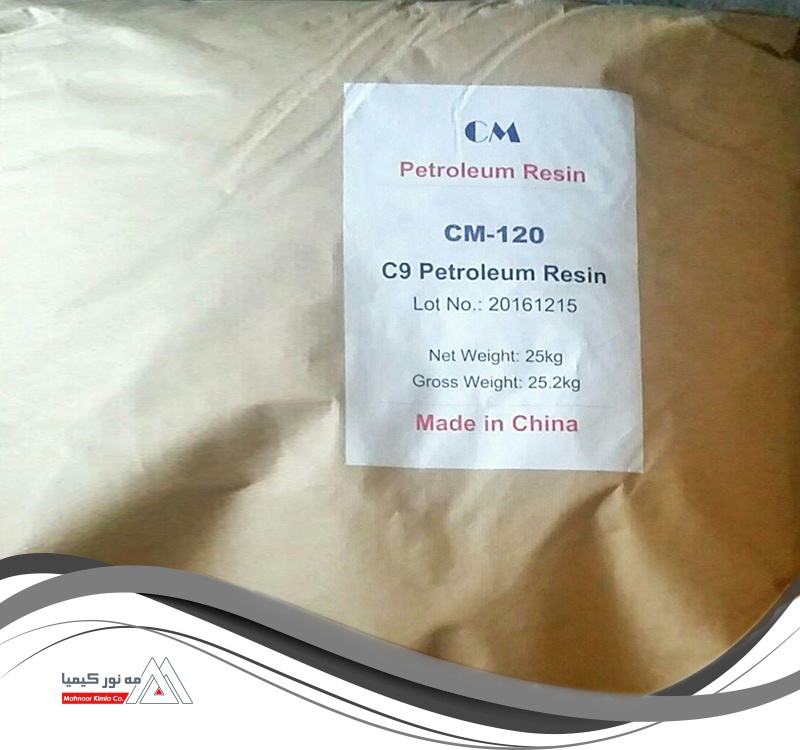 CM
Petroleum Resin
CM-120
C9 Petroleum Resin
Lot No.: 20161215
Net Weight: 25kg
Gross Weight: 25.2kg
Made in China
مه نور کیمیا
Mahnoor Kimia Co.